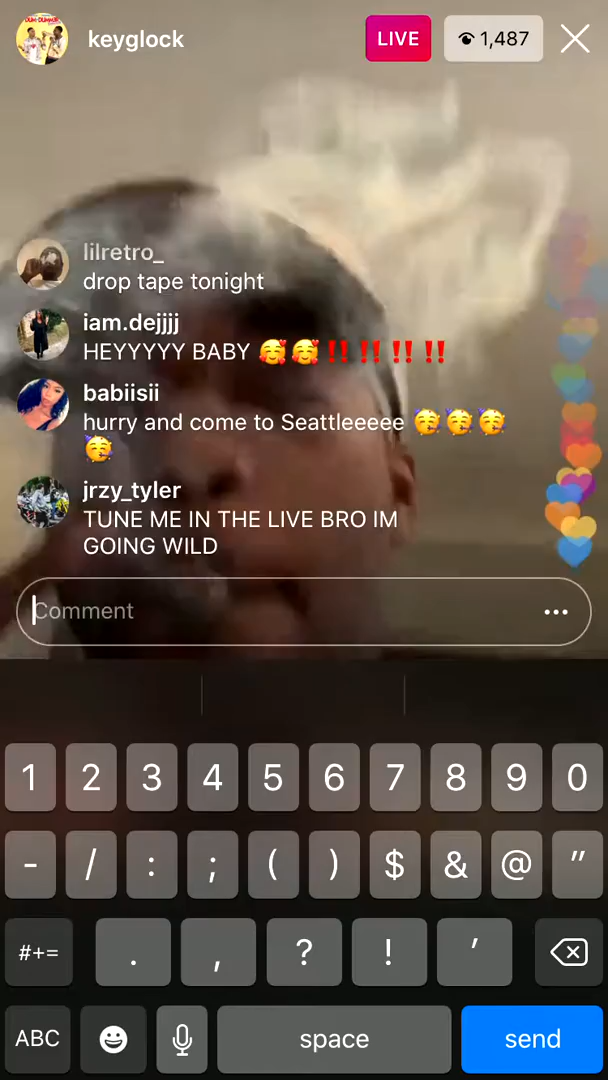 keyglock
LIVE
1,487
lilretro_
drop tape tonight
iam.dejjjj
HEYYYYY BABY 🥰🥰‼️‼️‼️‼️
babiisii
hurry and come to Seattleeeee 🥳🥳🥳
🥳
jrzy_tyler
TUNE ME IN THE LIVE BRO IM
GOING WILD
Comment
1 2 3 4 5 6 7 8 9 0
- / : ; ( ) $ & @ "
#+= . , ? ! '
ABC space send